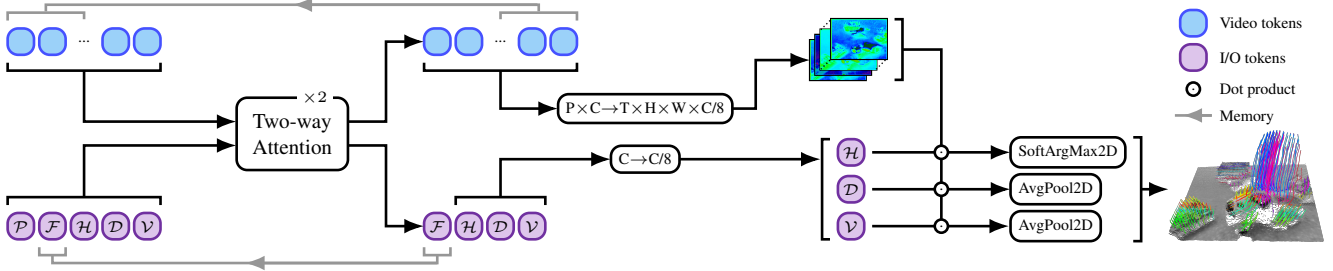 ...
×2
Two-way
Attention
𝒫 ℱ ℋ 𝒟 𝒱
...
ℱ ℋ 𝒟 𝒱
P×C→T×H×W×C/8
C→C/8
ℋ
𝒟
𝒱
SoftArgMax2D
AvgPool2D
AvgPool2D
Video tokens
I/O tokens
Dot product
Memory